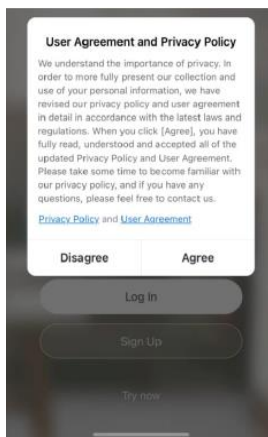 User Agreement and Privacy Policy
We understand the importance of privacy. In
order to more fully present our collection and
use of your personal information, we have
revised our privacy policy and user agreement
in detail in accordance with the latest laws and
regulations. When you click [Agree], you have
fully read, understood and accepted all of the
updated Privacy Policy and User Agreement.
Please take some time to become familiar with
our privacy policy, and if you have any
questions, please feel free to contact us.
Privacy Policy and User Agreement
Disagree Agree
Log In
Sign Up
Try now